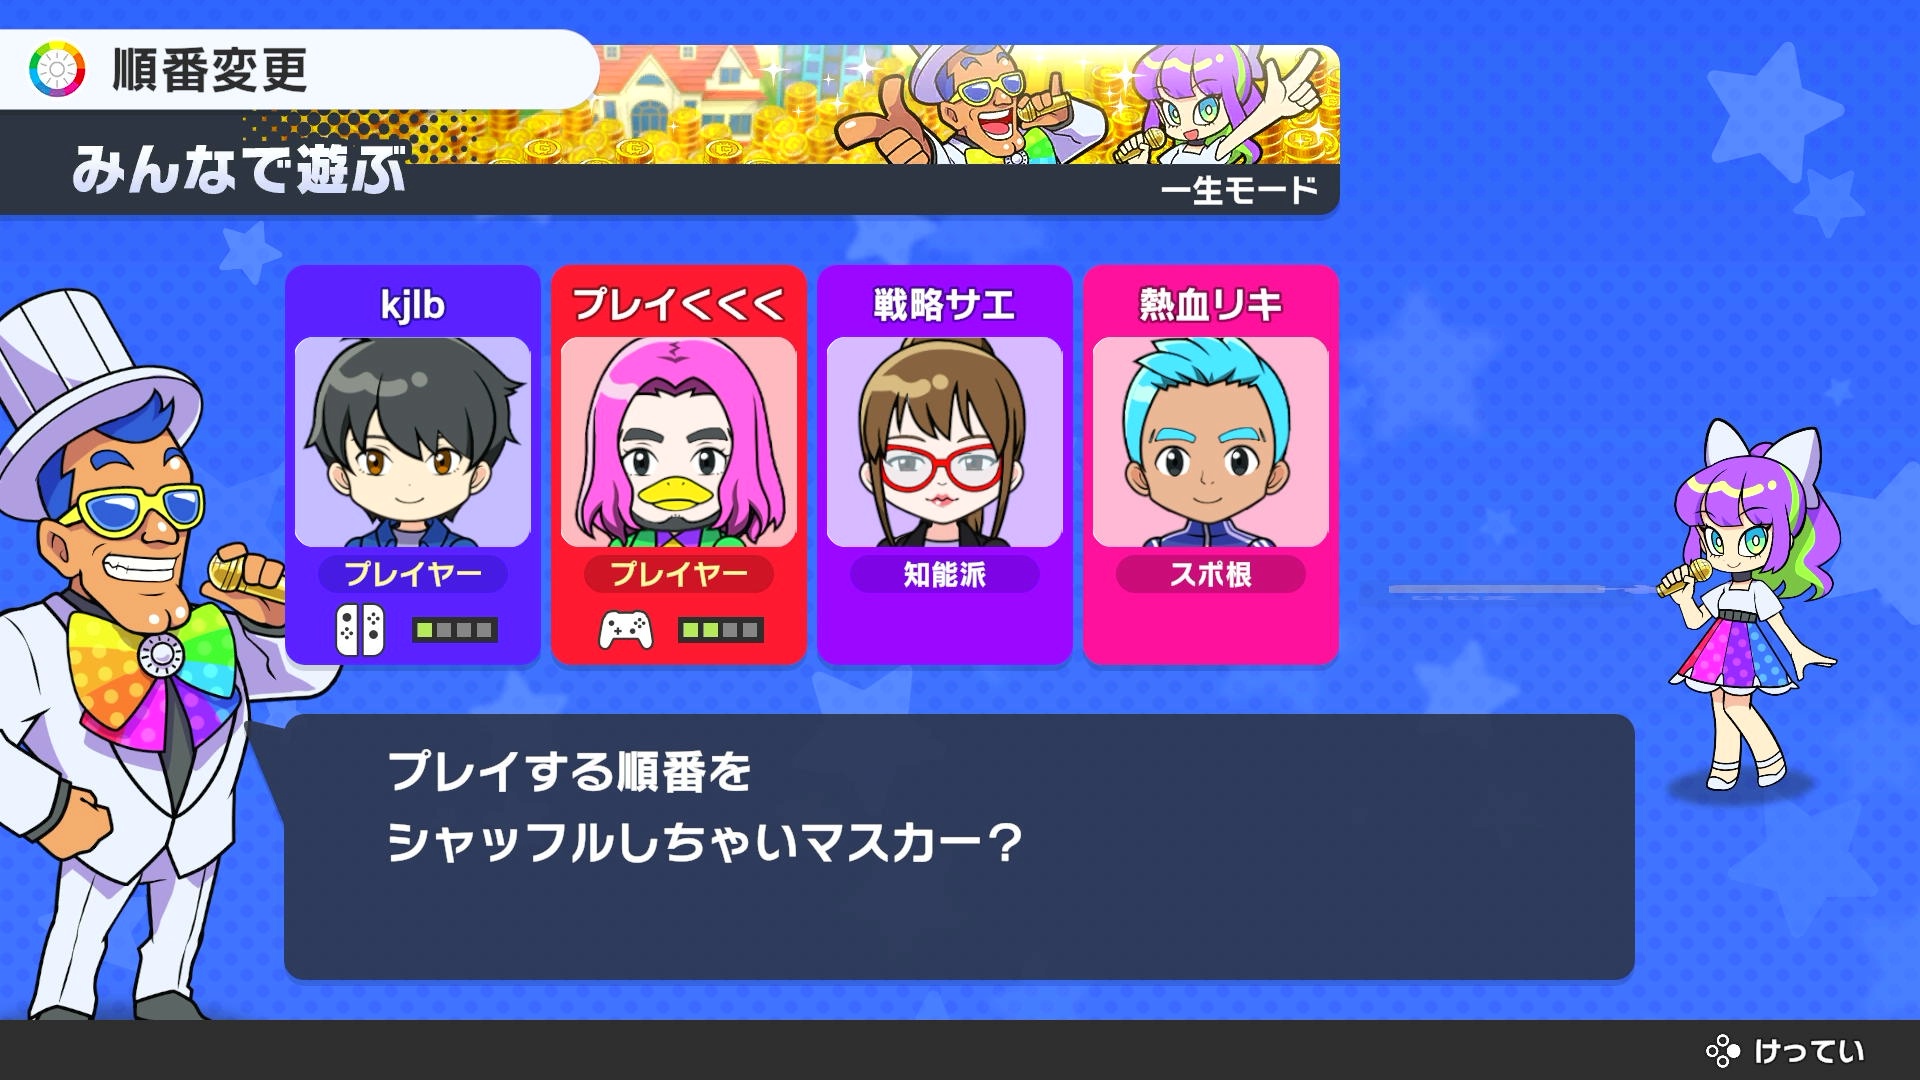 順番変更
みんなで遊ぶ
一生モード
kjlb
プレイくくく
戦略サエ
熱血リキ
プレイヤー
プレイヤー
知能派
スポ根
プレイする順番を
シャッフルしちゃいマスカー？
けってい